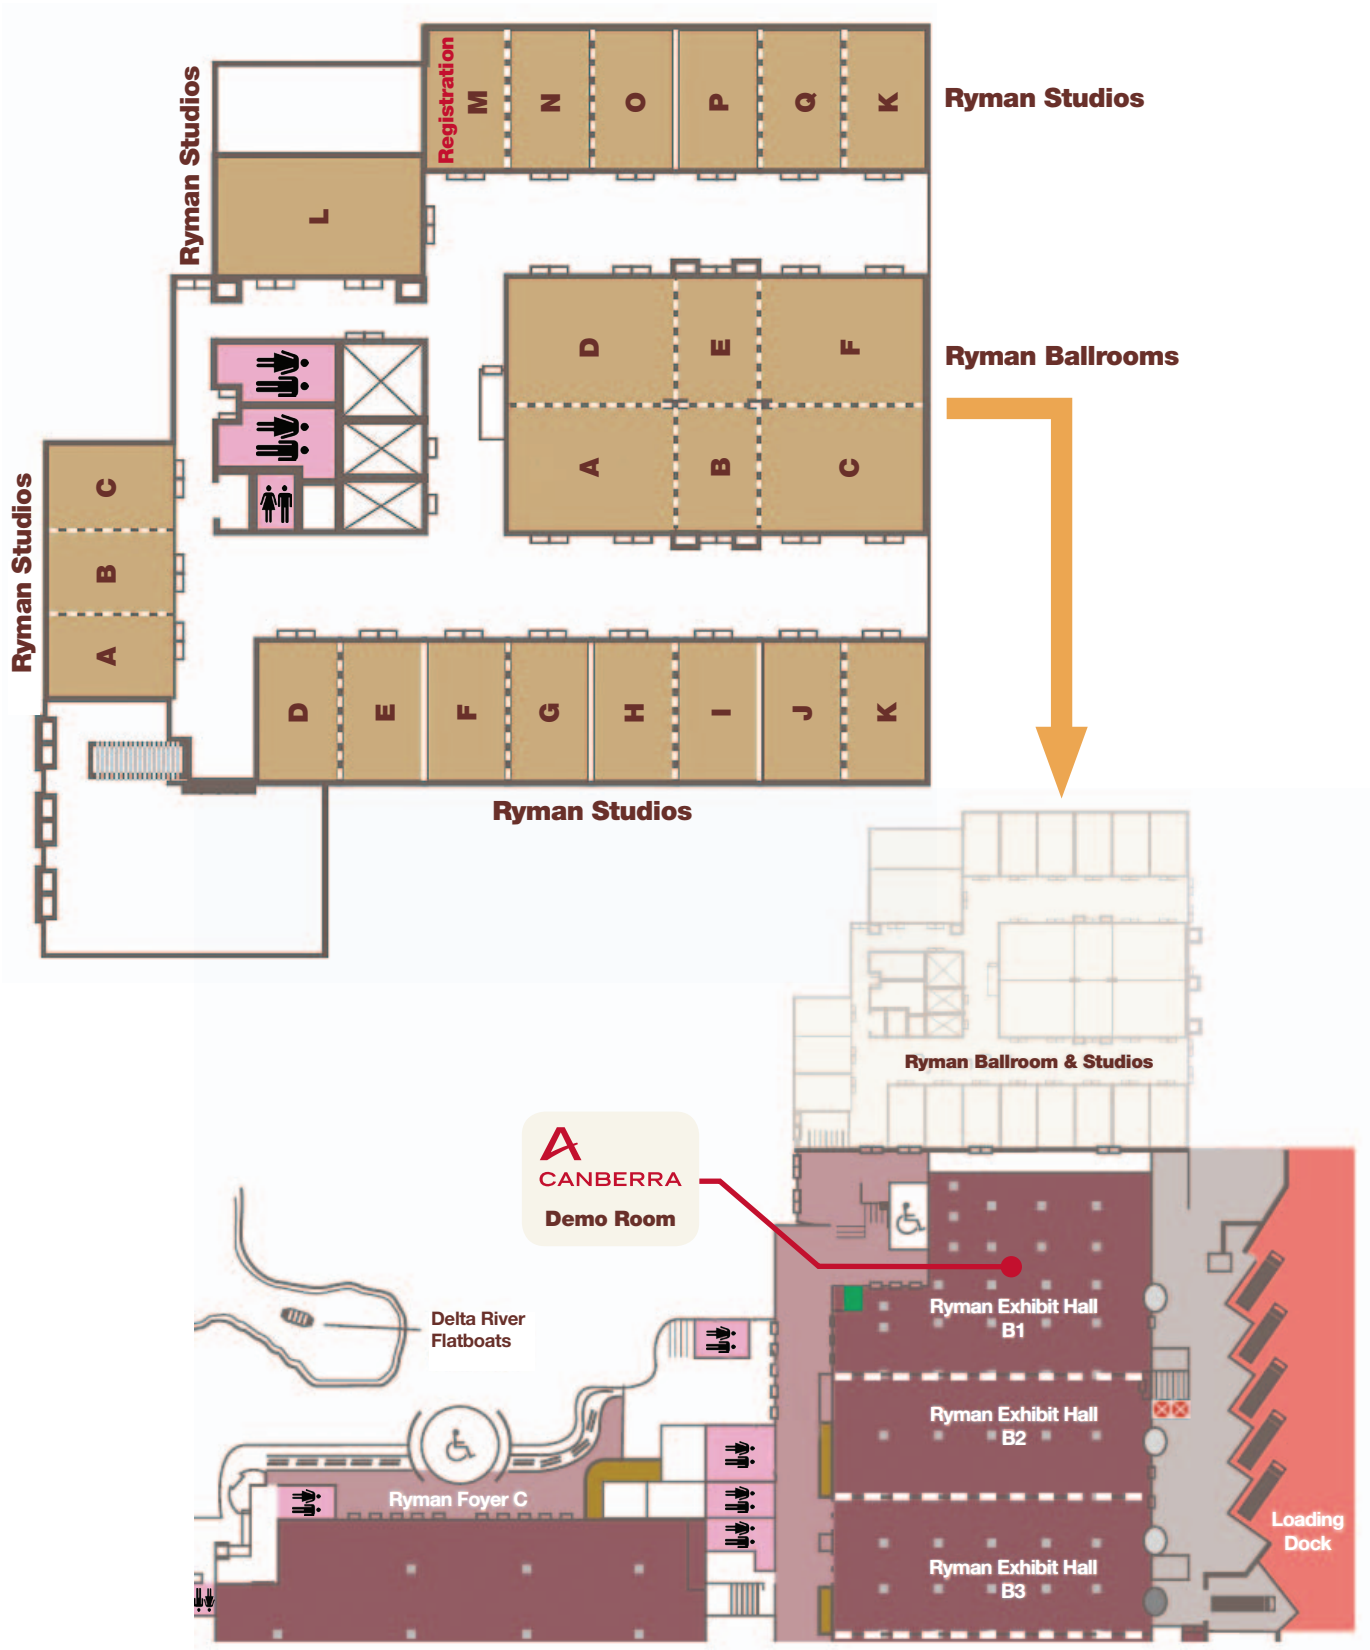 Ryman Studios
Registration
M
N
O
P
Q
K
Ryman Studios
L
D
E
F
Ryman Ballrooms
A
B
C
Ryman Studios
C
B
A
D
E
F
G
H
I
J
K
Ryman Studios
Ryman Ballroom & Studios
CANBERRA
Demo Room
Delta River
Flatboats
Ryman Exhibit Hall
B1
Ryman Exhibit Hall
B2
Ryman Foyer C
Loading
Dock
Ryman Exhibit Hall
B3